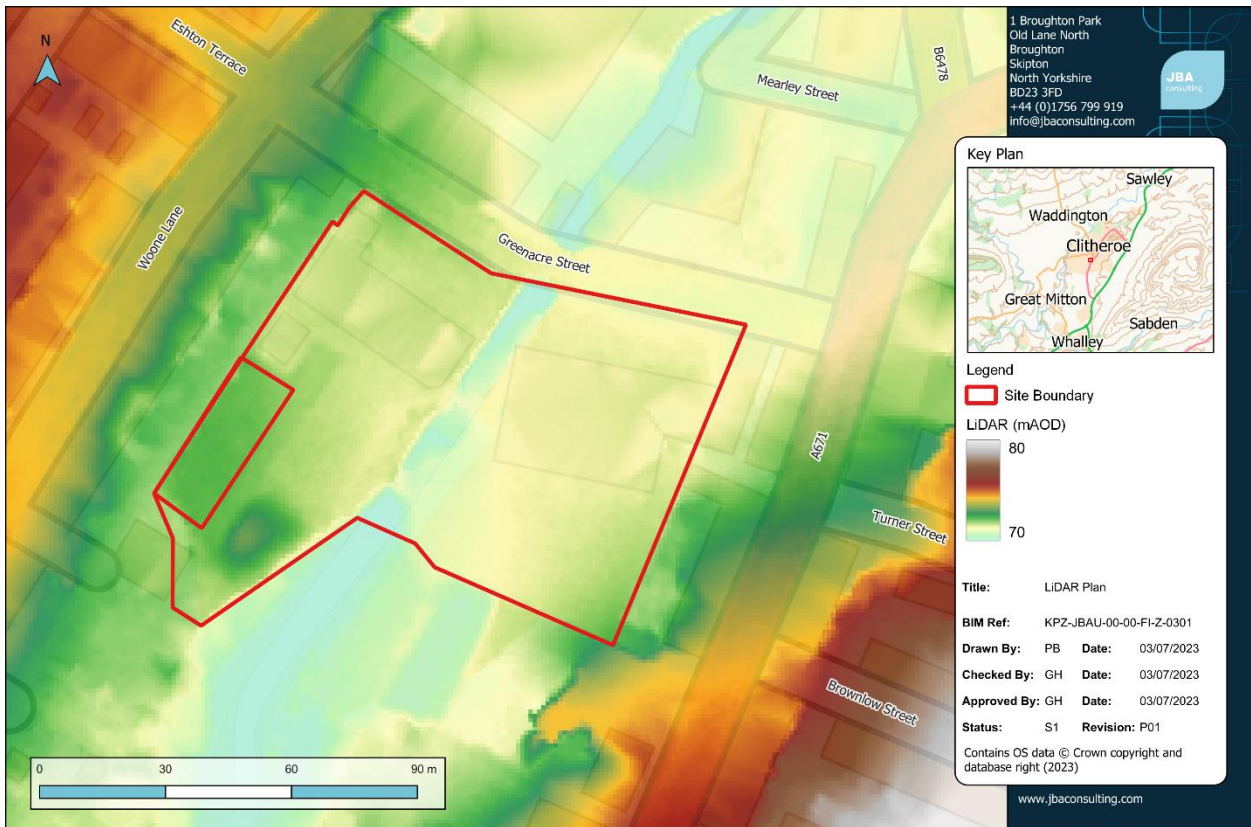 N
Eshton Terrace
Woone Lane
Greenacre Street
Mearley Street
B6478
A671
Turner Street
Brownlow Street
0 30 60 90 m
1 Broughton Park
Old Lane North
Broughton
Skipton
North Yorkshire
BD23 3FD
+44 (0)1756 799 919
info@jbaconsulting.com
JBA
consulting
Key Plan
Sawley
Waddington
Clitheroe
Great Mitton
Sabden
Whalley
Legend
Site Boundary
LiDAR (mAOD)
80
70
Title: LiDAR Plan
BIM Ref: KPZ-JBAU-00-00-FI-Z-0301
Drawn By: PB Date: 03/07/2023
Checked By: GH Date: 03/07/2023
Approved By: GH Date: 03/07/2023
Status: S1 Revision: P01
Contains OS data © Crown copyright and
database right (2023)
www.jbaconsulting.com